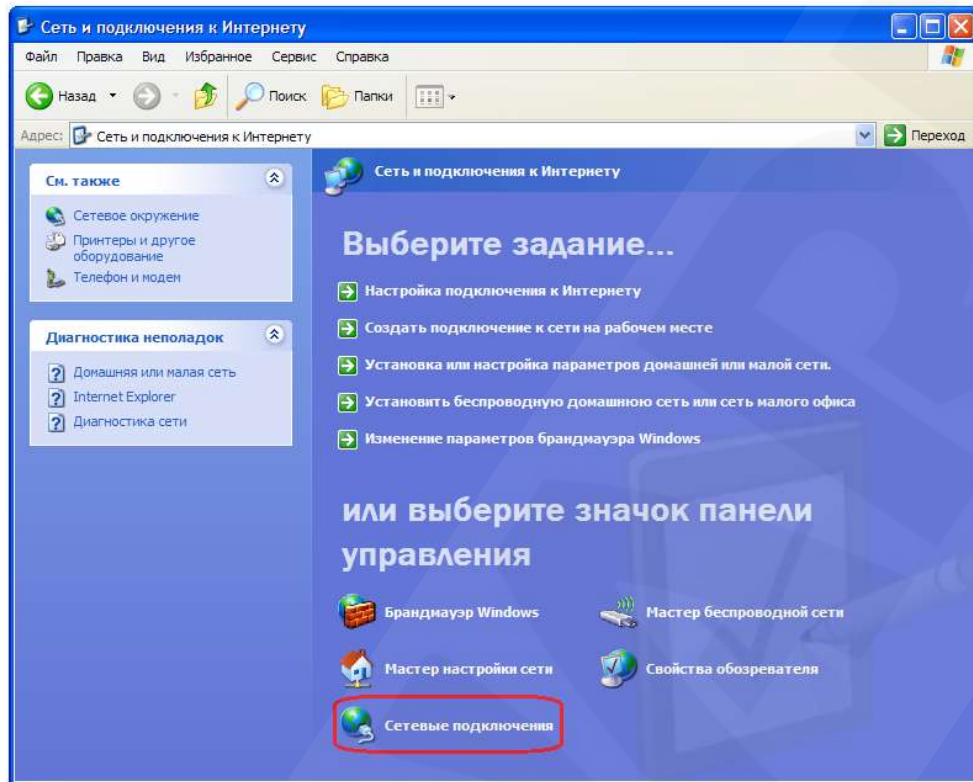 Сеть и подключения к Интернету
Файл Правка Вид Избранное Сервис Справка
Назад Поиск Папки
Адрес: Сеть и подключения к Интернету Переход
См. также
Сетевое окружение
Принтеры и другое
оборудование
Телефон и модем
Диагностика неполадок
Домашняя или малая сеть
Internet Explorer
Диагностика сети
Сеть и подключения к Интернету
Выберите задание...
Настройка подключения к Интернету
Создать подключение к сети на рабочем месте
Установка или настройка параметров домашней или малой сети.
Установить беспроводную домашнюю сеть или сеть малого офиса
Изменение параметров брандмауэра Windows
или выберите значок панели
управления
Брандмауэр Windows
Мастер беспроводной сети
Мастер настройки сети
Свойства обозревателя
Сетевые подключения